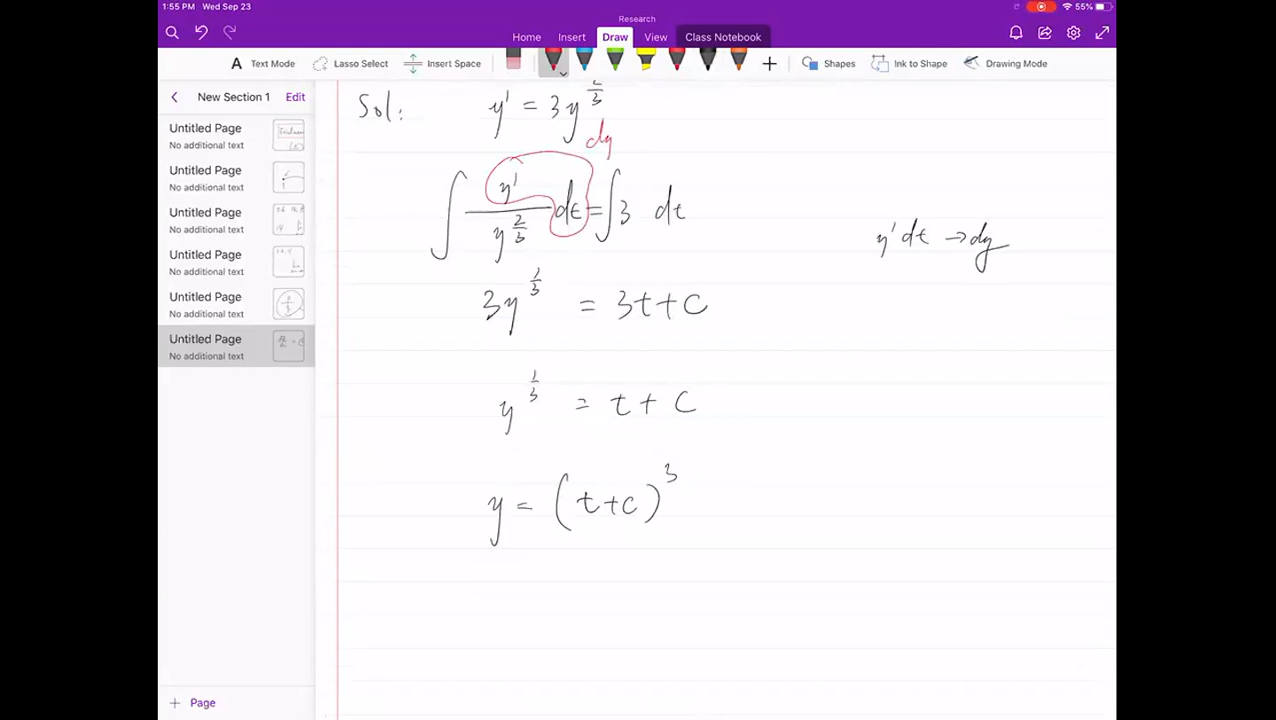 1:55 PM Wed Sep 23
55%
Research
Home Insert Draw View Class Notebook
Text Mode Lasso Select Insert Space Shapes Ink to Shape Drawing Mode
New Section 1 Edit
Untitled Page
No additional text
Untitled Page
No additional text
Untitled Page
No additional text
Untitled Page
No additional text
Untitled Page
No additional text
Untitled Page
No additional text
+ Page
Sol: y' = 3y^{2/3}
dy
∫ y'/y^{2/3} dt = ∫ 3 dt
y' dt → dy
3y^{1/3} = 3t + C
y^{1/3} = t + C
y = (t+c)^3